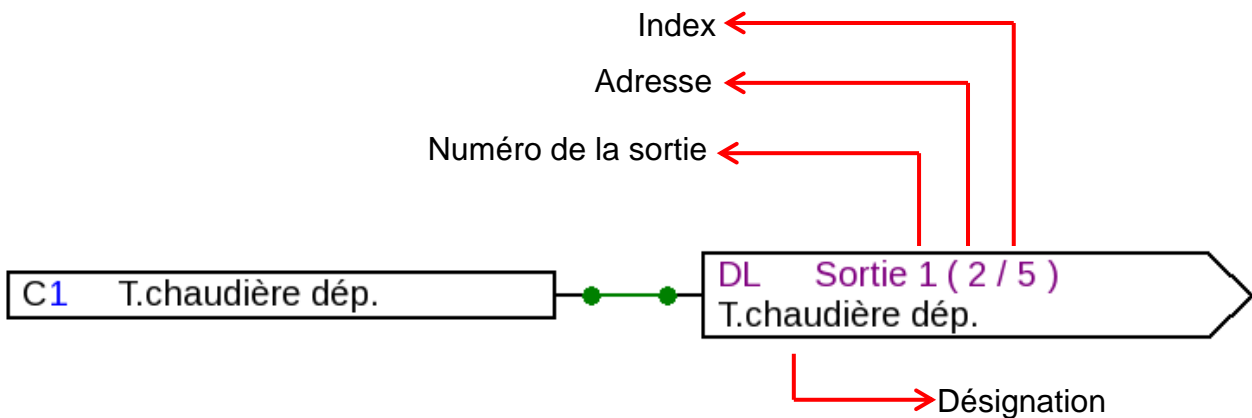 Index
Adresse
Numéro de la sortie
C1 T.chaudière dép.
DL Sortie 1 ( 2 / 5 )
T.chaudière dép.
Désignation